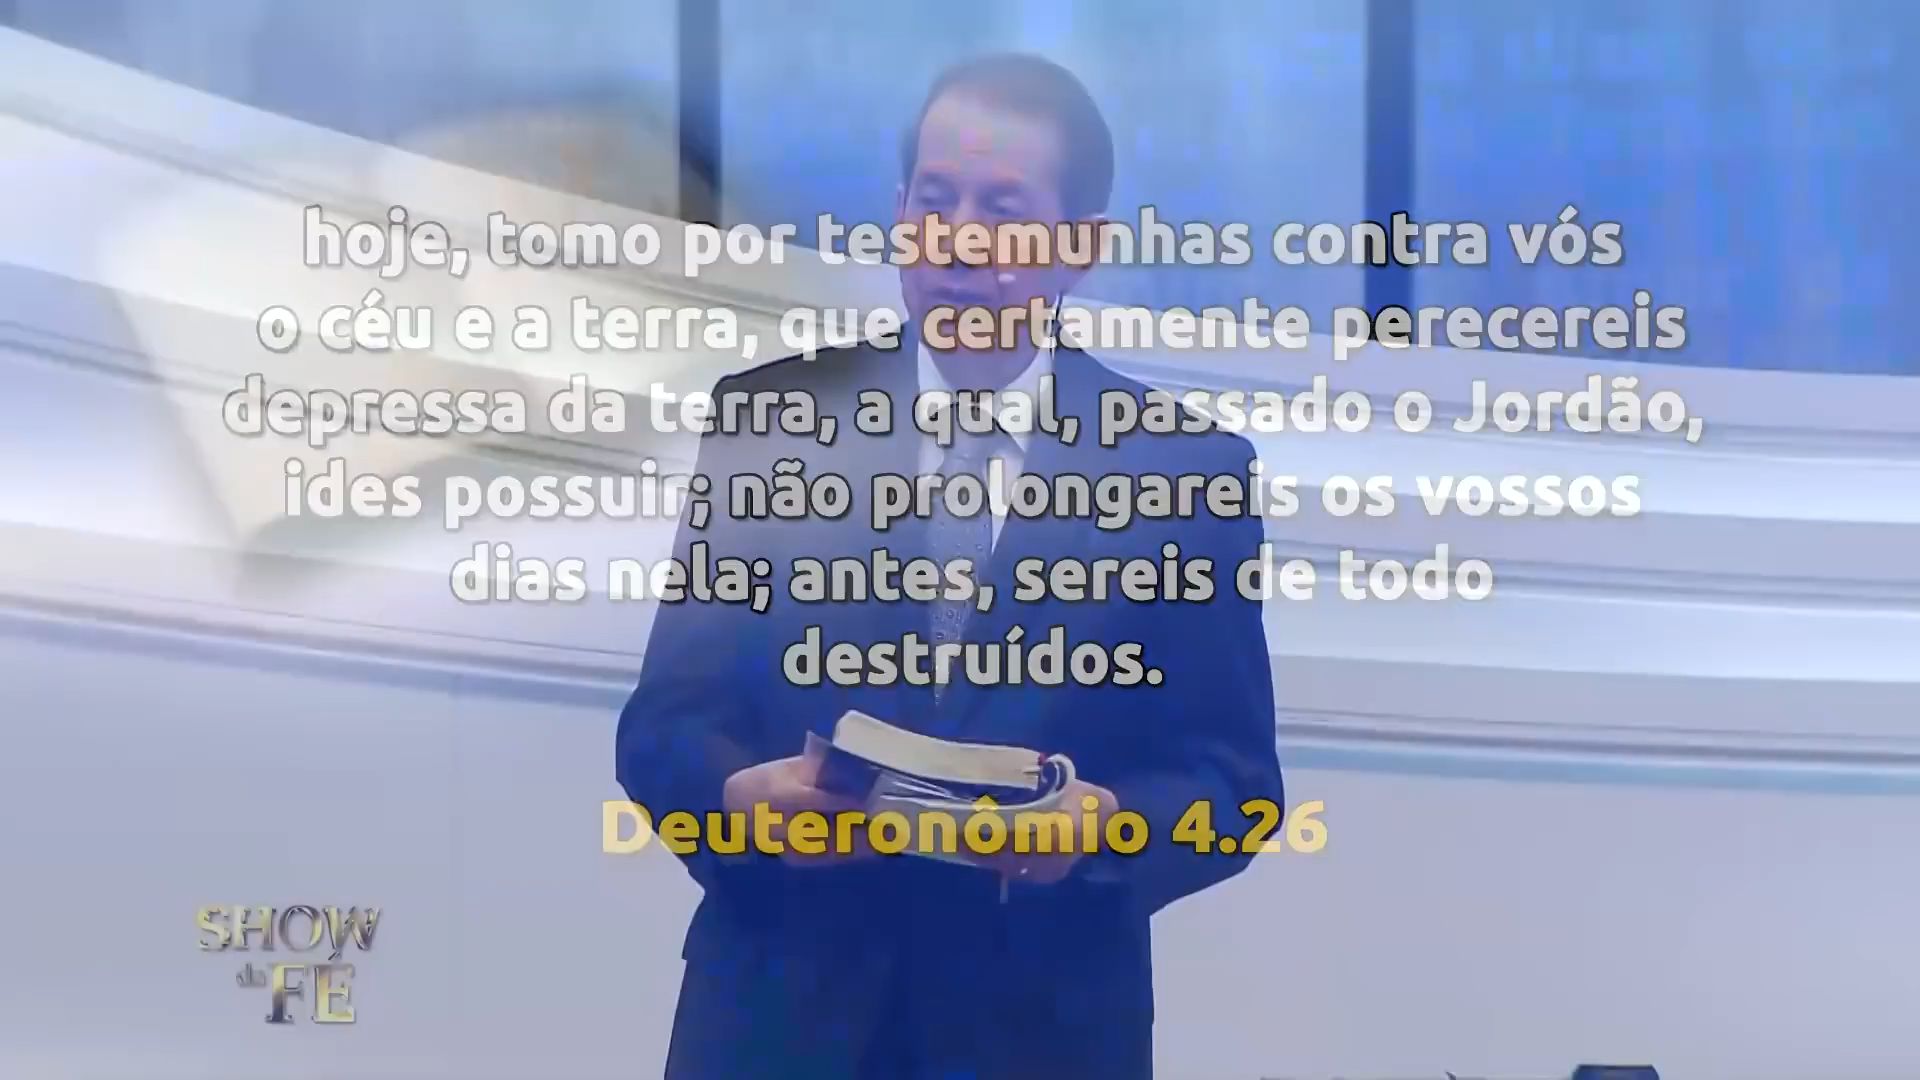 hoje, tomo por testemunhas contra vós
o céu e a terra, que certamente perecereis
depressa da terra, a qual, passado o Jordão,
ides possuir; não prolongareis os vossos
dias nela; antes, sereis de todo
destruídos.
Deuteronômio 4.26
SHOW
da FÉ